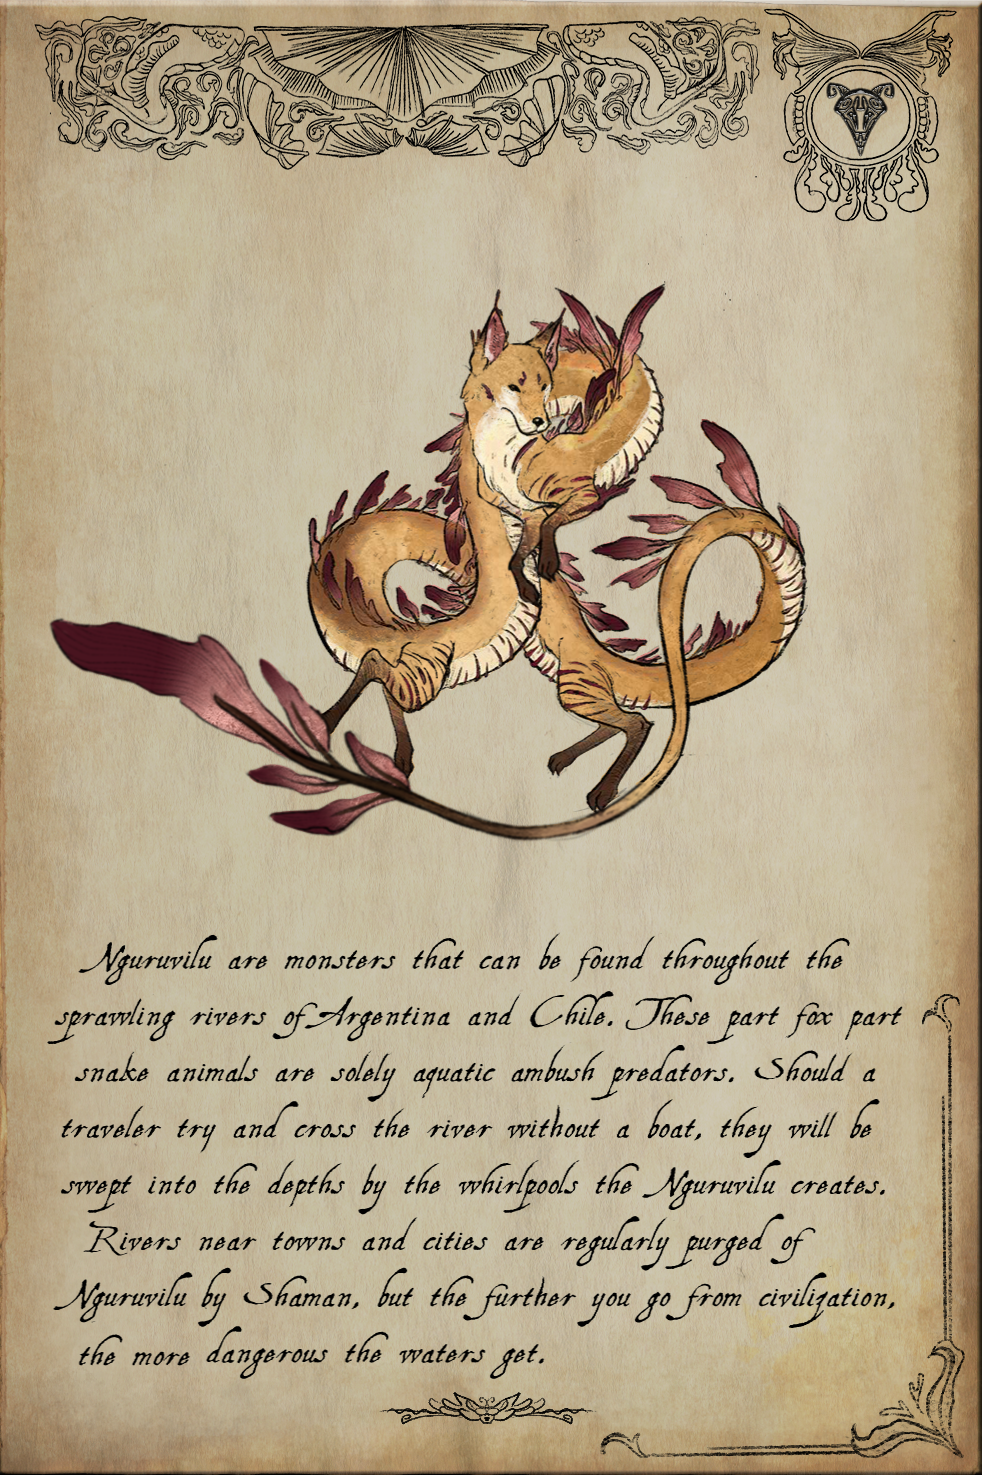 Nguruvilu are monsters that can be found throughout the
sprawling rivers of Argentina and Chile. These part fox part
snake animals are solely aquatic ambush predators. Should a
traveler try and cross the river without a boat, they will be
swept into the depths by the whirlpools the Nguruvilu creates.
Rivers near towns and cities are regularly purged of
Nguruvilu by Shaman, but the further you go from civilization,
the more dangerous the waters get.